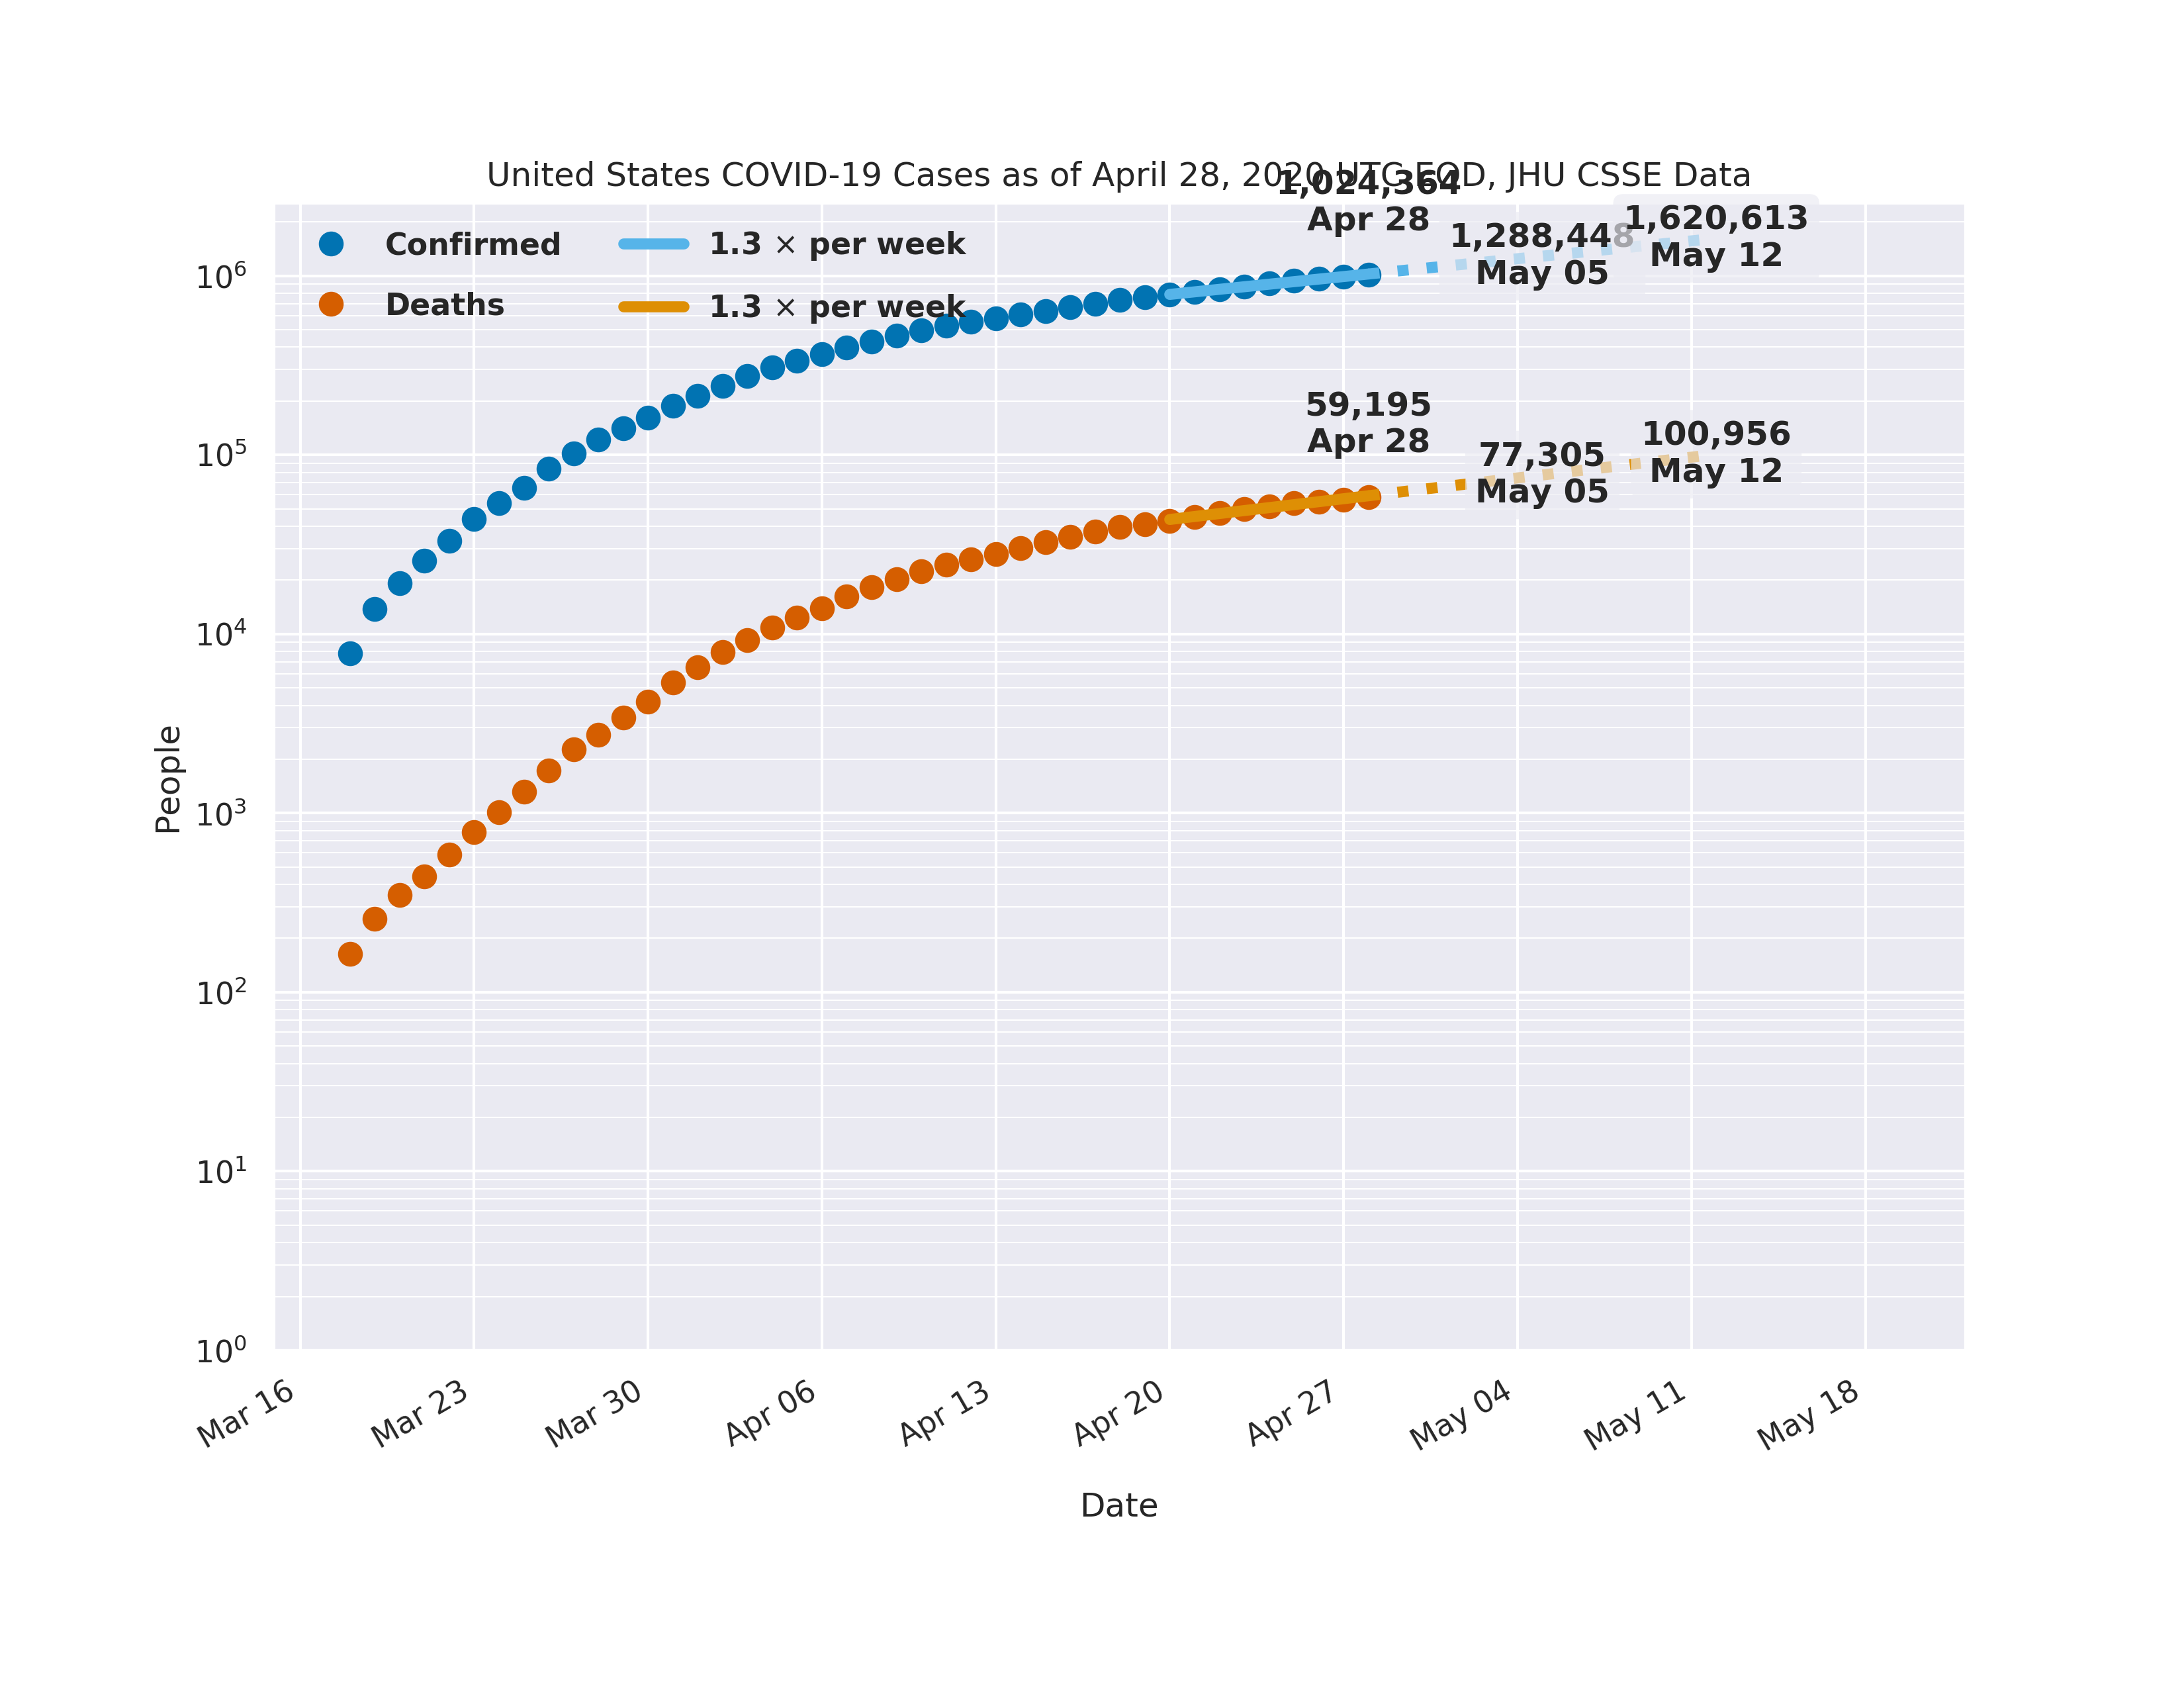 United States COVID-19 Cases as of April 28, 2020 UTC EOD, JHU CSSE Data
Confirmed
Deaths
1.3 × per week
1.3 × per week
1,024,364
Apr 28
1,288,448
May 05
1,620,613
May 12
59,195
Apr 28
77,305
May 05
100,956
May 12
People
10⁶
10⁵
10⁴
10³
10²
10¹
10⁰
Mar 16
Mar 23
Mar 30
Apr 06
Apr 13
Apr 20
Apr 27
May 04
May 11
May 18
Date